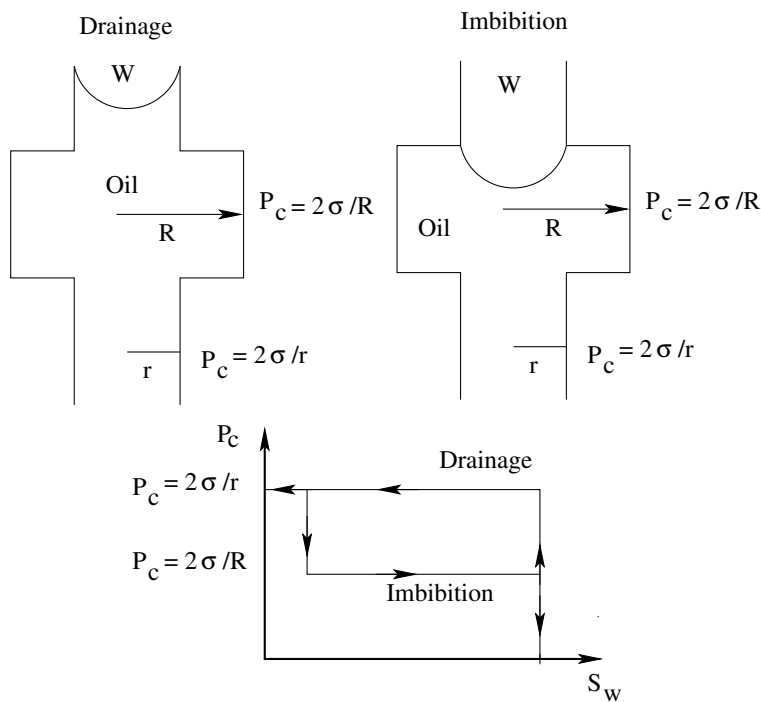 Drainage
W
Oil
R
P_c = 2σ/R
r
P_c = 2σ/r
Imbibition
W
Oil
R
P_c = 2σ/R
r
P_c = 2σ/r
P_c
Drainage
P_c = 2σ/r
P_c = 2σ/R
Imbibition
S_w